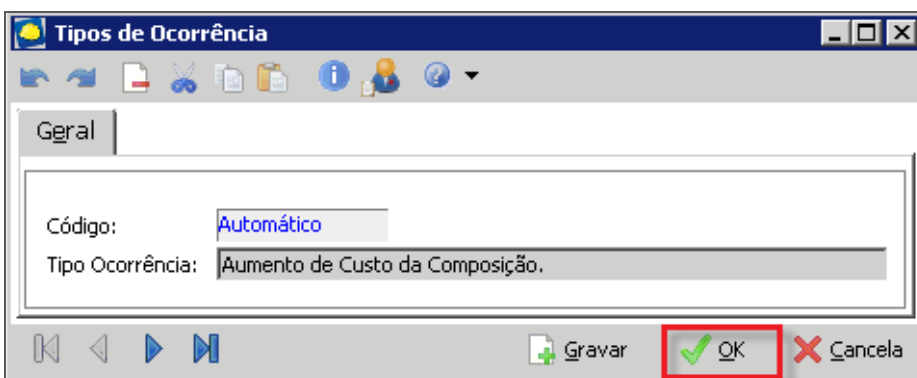 Tipos de Ocorrência
Geral
Código: Automático
Tipo Ocorrência: Aumento de Custo da Composição.
Gravar OK Cancela